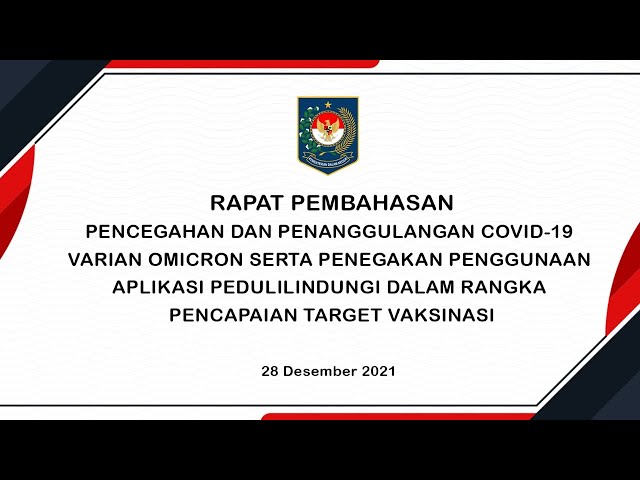 RAPAT PEMBAHASAN
PENCEGAHAN DAN PENANGGULANGAN COVID-19
VARIAN OMICRON SERTA PENEGAKAN PENGGUNAAN
APLIKASI PEDULILINDUNGI DALAM RANGKA
PENCAPAIAN TARGET VAKSINASI
28 Desember 2021